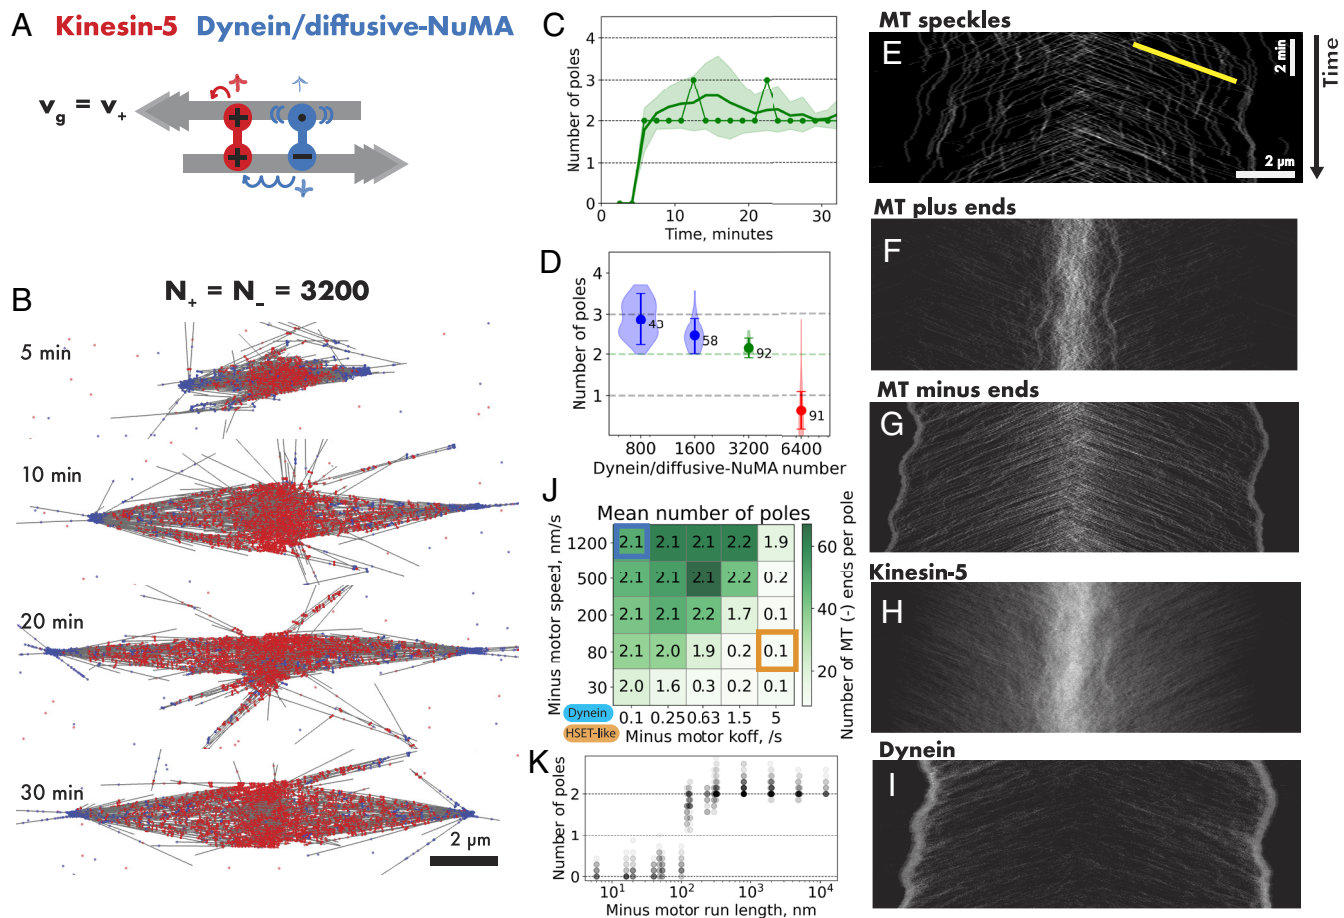 A
Kinesin-5 Dynein/diffusive-NuMA
v_g = v_+
+
+
−
B
N_+ = N_- = 3200
5 min
10 min
20 min
30 min
2 μm
C
Number of poles
4
3
2
1
0
0 10 20 30
Time, minutes
D
Number of poles
4
3
2
1
43
58
92
91
800 1600 3200 6400
Dynein/diffusive-NuMA number
J
Mean number of poles
Minus motor speed, nm/s
1200 2.1 2.1 2.1 2.2 1.9
500 2.1 2.1 2.1 2.2 0.2
200 2.1 2.1 2.2 1.7 0.1
80 2.1 2.0 1.9 0.2 0.1
30 2.0 1.6 0.3 0.2 0.1
0.1 0.25 0.63 1.5 5
Dynein
HSET-like
Minus motor koff, /s
60
40
20
Number of MT (-) ends per pole
K
Number of poles
2
1
0
10^1 10^2 10^3 10^4
Minus motor run length, nm
MT speckles
E
2 min
2 μm
Time
MT plus ends
F
MT minus ends
G
Kinesin-5
H
Dynein
I